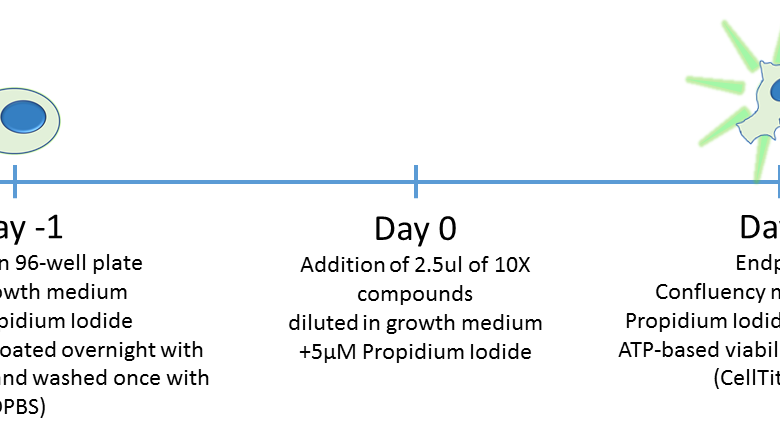 ay -1
n 96-well plate
owth medium
pidium Iodide
oated overnight with
and washed once with
DPBS)
Day 0
Addition of 2.5ul of 10X
compounds
diluted in growth medium
+5µM Propidium Iodide
Da
Endp
Confluency m
Propidium Iodid
ATP-based viabil
(CellTit